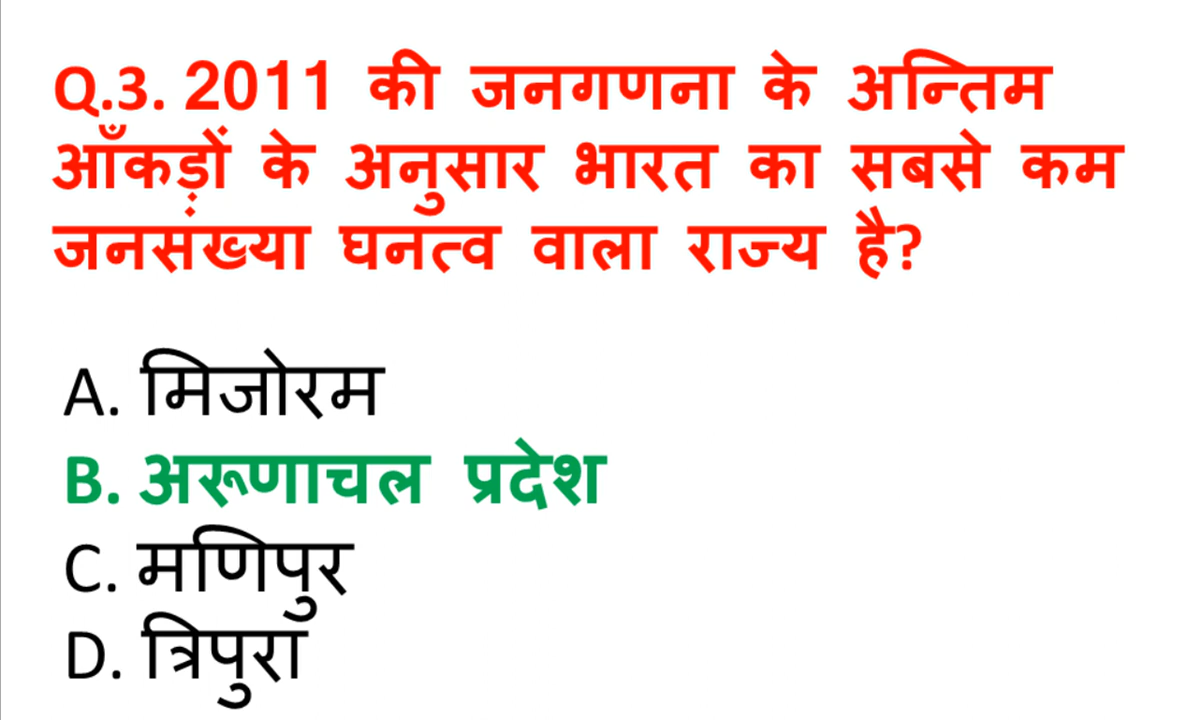 Q.3. 2011 की जनगणना के अन्तिम
आँकड़ों के अनुसार भारत का सबसे कम
जनसंख्या घनत्व वाला राज्य है?
A. मिजोरम
B. अरूणाचल प्रदेश
C. मणिपुर
D. त्रिपुरा